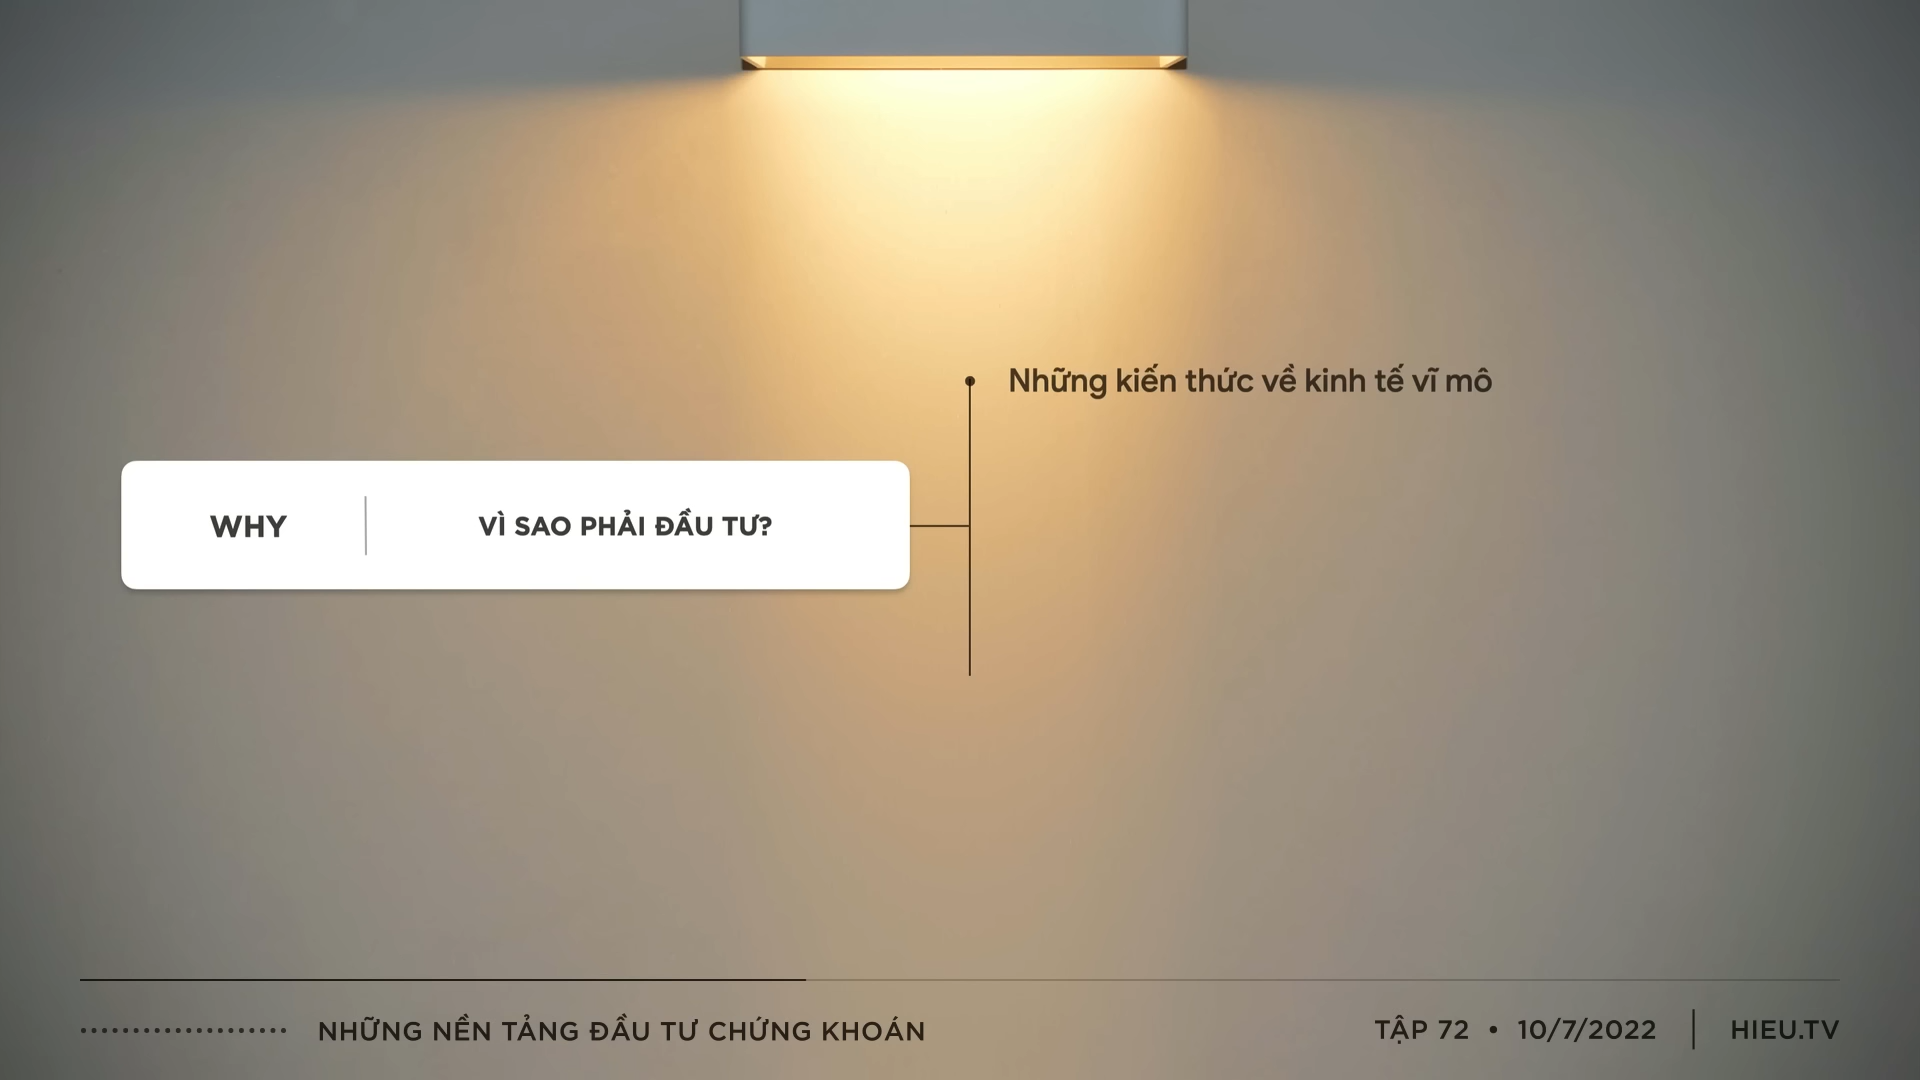 Những kiến thức về kinh tế vĩ mô
WHY
VÌ SAO PHẢI ĐẦU TƯ?
NHỮNG NỀN TẢNG ĐẦU TƯ CHỨNG KHOÁN
TẬP 72 • 10/7/2022
HIEU.TV